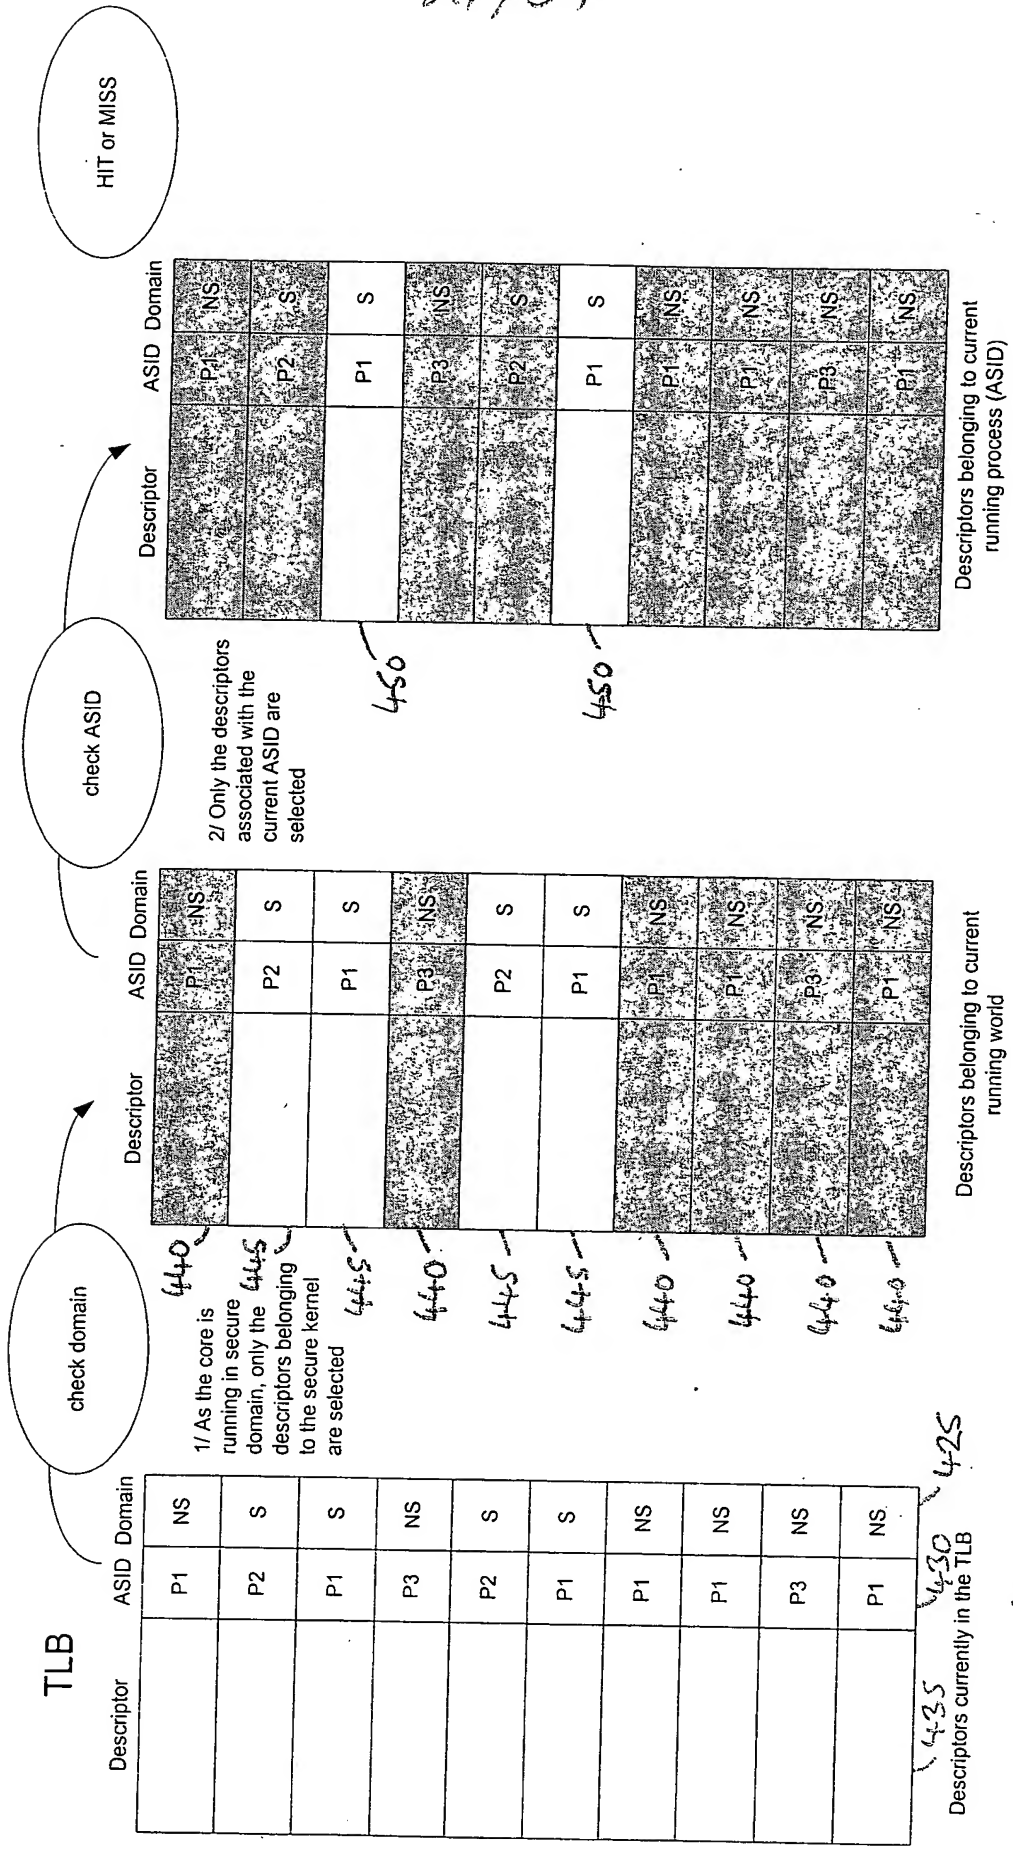 TLB
Descriptor ASID Domain
P1 NS
P2 S
P1 S
P3 NS
P2 S
P1 S
P1 NS
P1 NS
P3 NS
P1 NS
435 430 425
Descriptors currently in the TLB
check domain
1/ As the core is
running in secure
domain, only the
descriptors belonging
to the secure kernel
are selected
Descriptor ASID Domain
440 P1 NS
445 P2 S
445 P1 S
440 P3 NS
445 P2 S
445 P1 S
440 P1 NS
440 P1 NS
440 P3 NS
440 P1 NS
Descriptors belonging to current
running world
check ASID
2/ Only the descriptors
associated with the
current ASID are
selected
Descriptor ASID Domain
P1 NS
P2 S
450 P1 S
P3 NS
P2 S
450 P1 S
P1 NS
P1 NS
P3 NS
P1 NS
Descriptors belonging to current
running process (ASID)
HIT or MISS